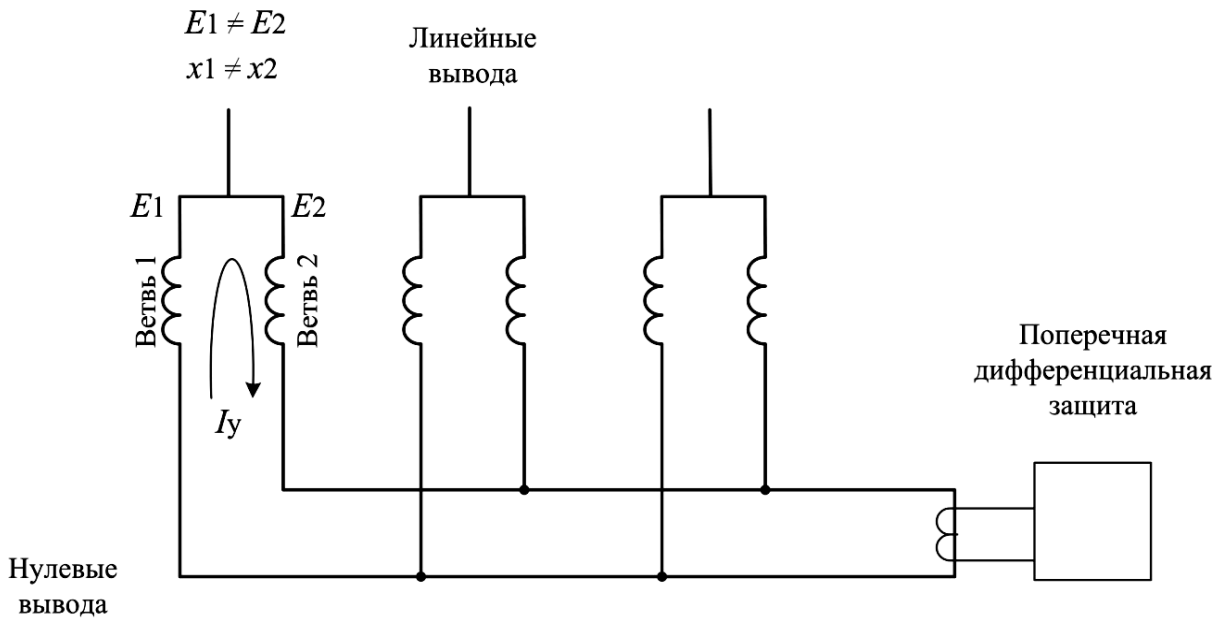 E1 ≠ E2
x1 ≠ x2
Линейные
вывода
E1
E2
Ветвь 1
Ветвь 2
Iу
Поперечная
дифференциальная
защита
Нулевые
вывода